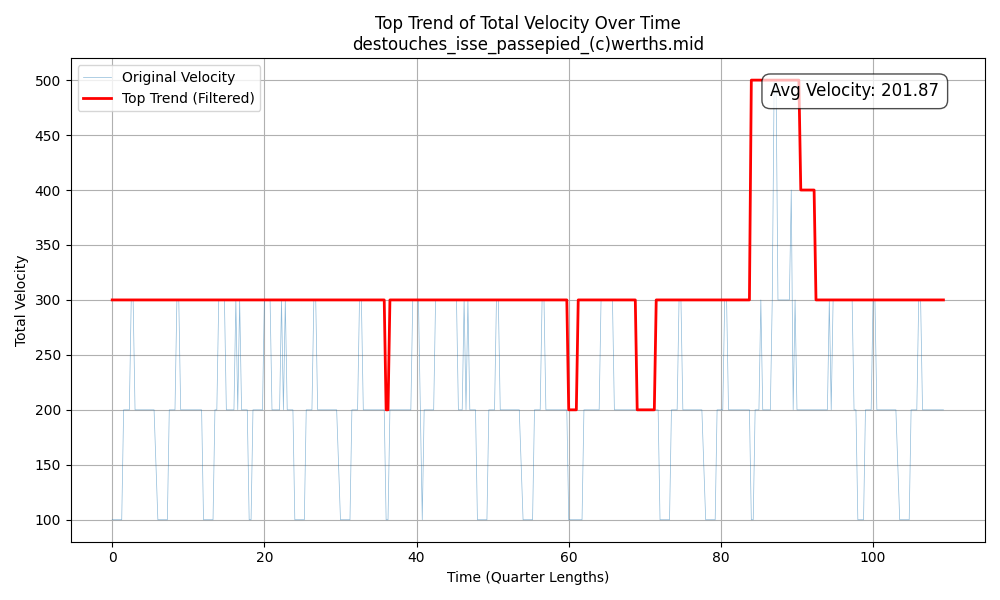 Top Trend of Total Velocity Over Time
destouches_isse_passepied_(c)werths.mid
Original Velocity
Top Trend (Filtered)
Avg Velocity: 201.87
500
450
400
350
300
250
200
150
100
Total Velocity
0 20 40 60 80 100
Time (Quarter Lengths)